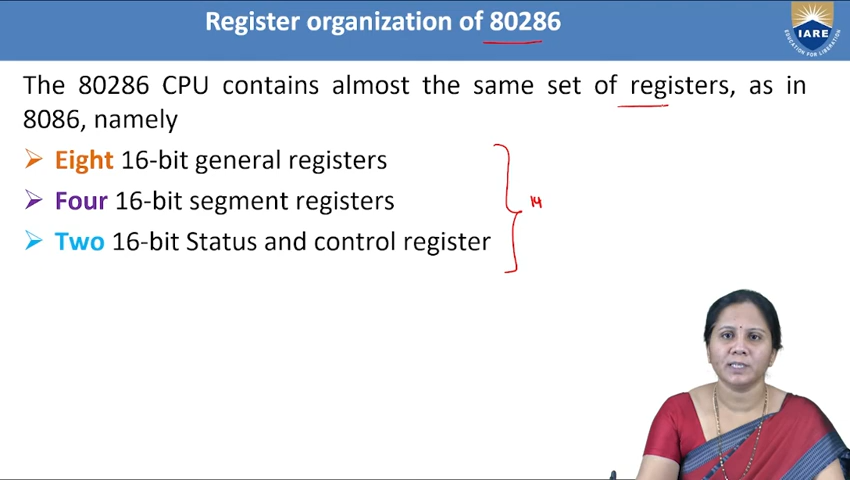 Register organization of 80286
IARE
EDUCATION FOR LIBERATION
The 80286 CPU contains almost the same set of registers, as in
8086, namely
Eight 16-bit general registers
Four 16-bit segment registers
14
Two 16-bit Status and control register